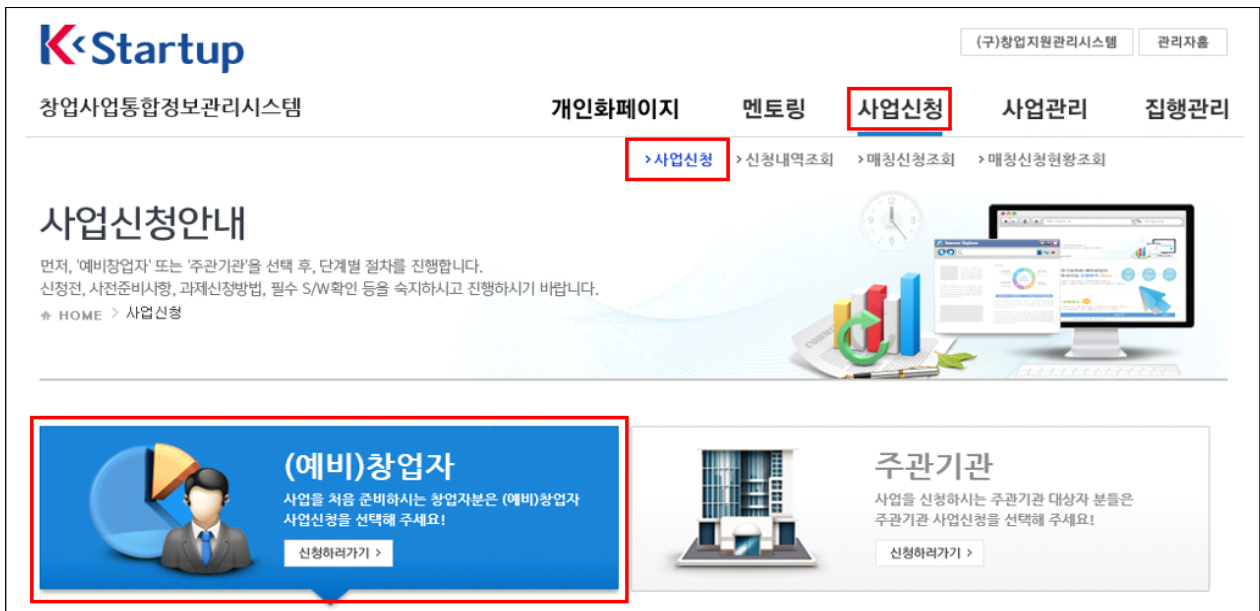 K Startup
(구)창업지원관리시스템 관리자홈
창업사업통합정보관리시스템 개인화페이지 멘토링 사업신청 사업관리 집행관리
>사업신청 >신청내역조회 >매칭신청조회 >매칭신청현황조회
사업신청안내
먼저, '예비창업자' 또는 '주관기관'을 선택 후, 단계별 절차를 진행합니다.
신청전, 사전준비사항, 과제신청방법, 필수 S/W확인 등을 숙지하시고 진행하시기 바랍니다.
HOME > 사업신청
(예비)창업자
사업을 처음 준비하시는 창업자분은 (예비)창업자
사업신청을 선택해 주세요!
신청하러가기 >
주관기관
사업을 신청하시는 주관기관 대상자 분들은
주관기관 사업신청을 선택해 주세요!
신청하러가기 >